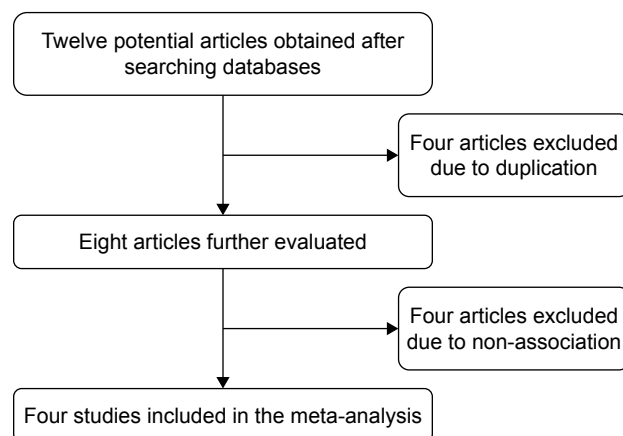 Twelve potential articles obtained after
searching databases
Four articles excluded
due to duplication
Eight articles further evaluated
Four articles excluded
due to non-association
Four studies included in the meta-analysis